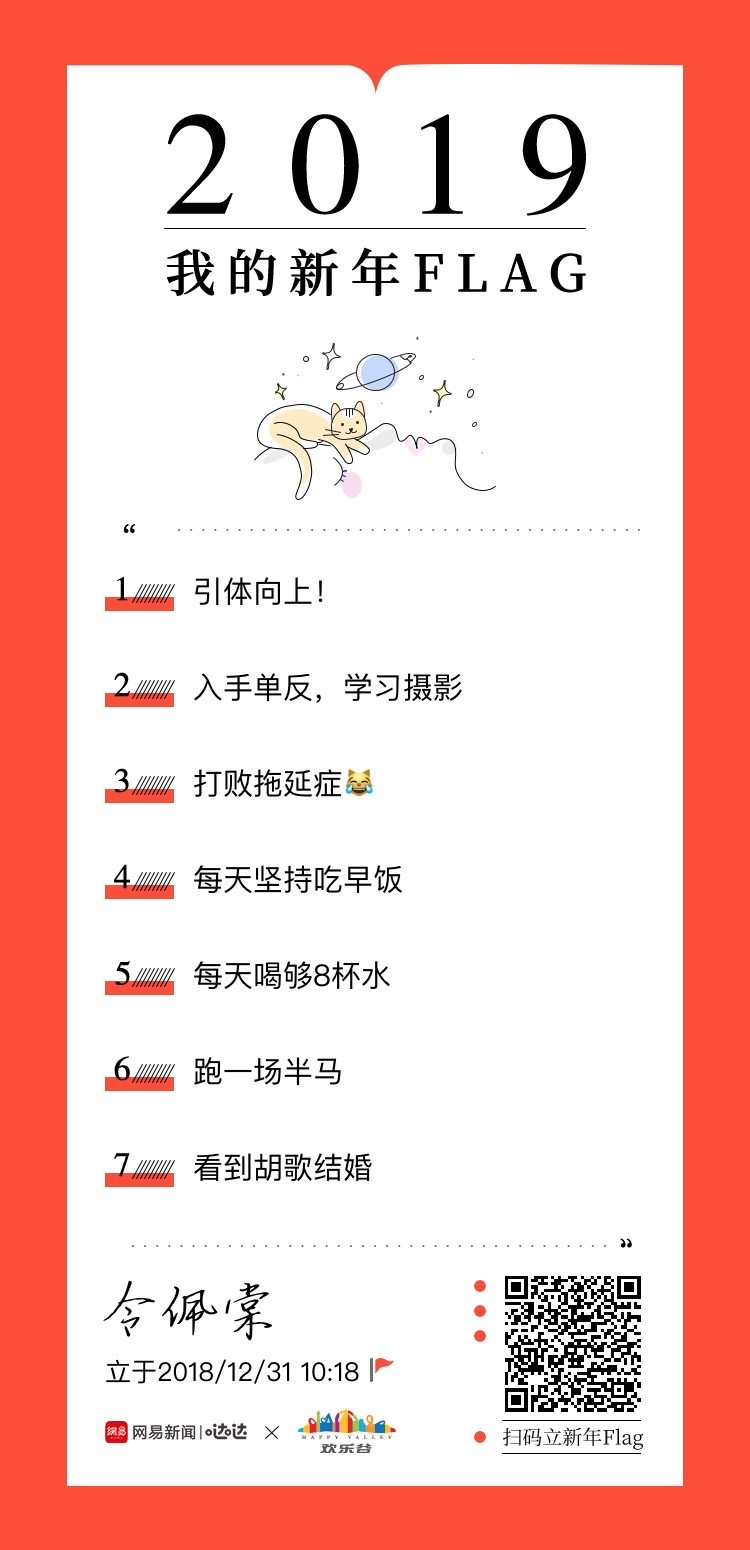 2019
我的新年FLAG
“
1 引体向上！
2 入手单反，学习摄影
3 打败拖延症😹
4 每天坚持吃早饭
5 每天喝够8杯水
6 跑一场半马
7 看到胡歌结婚
”
令佩棠
立于2018/12/31 10:18
網易 网易新闻|哒哒 × HAPPY VALLEY
欢乐谷
扫码立新年Flag